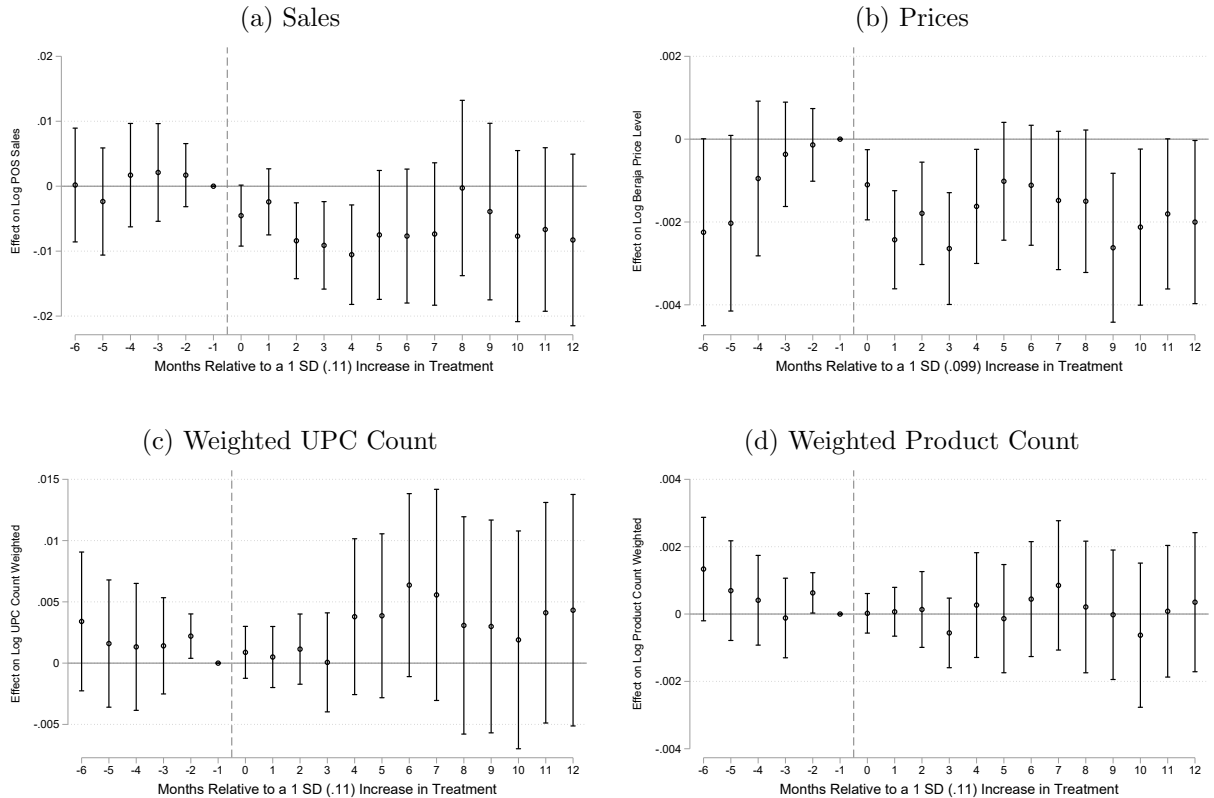 (a) Sales
.02
.01
0
-.01
-.02
Effect on Log POS Sales
-6 -5 -4 -3 -2 -1 0 1 2 3 4 5 6 7 8 9 10 11 12
Months Relative to a 1 SD (.11) Increase in Treatment
(b) Prices
.002
0
-.002
-.004
Effect on Log Beraja Price Level
-6 -5 -4 -3 -2 -1 0 1 2 3 4 5 6 7 8 9 10 11 12
Months Relative to a 1 SD (.099) Increase in Treatment
(c) Weighted UPC Count
.015
.01
.005
0
-.005
Effect on Log UPC Count Weighted
-6 -5 -4 -3 -2 -1 0 1 2 3 4 5 6 7 8 9 10 11 12
Months Relative to a 1 SD (.11) Increase in Treatment
(d) Weighted Product Count
.004
.002
0
-.002
-.004
Effect on Log Product Count Weighted
-6 -5 -4 -3 -2 -1 0 1 2 3 4 5 6 7 8 9 10 11 12
Months Relative to a 1 SD (.11) Increase in Treatment